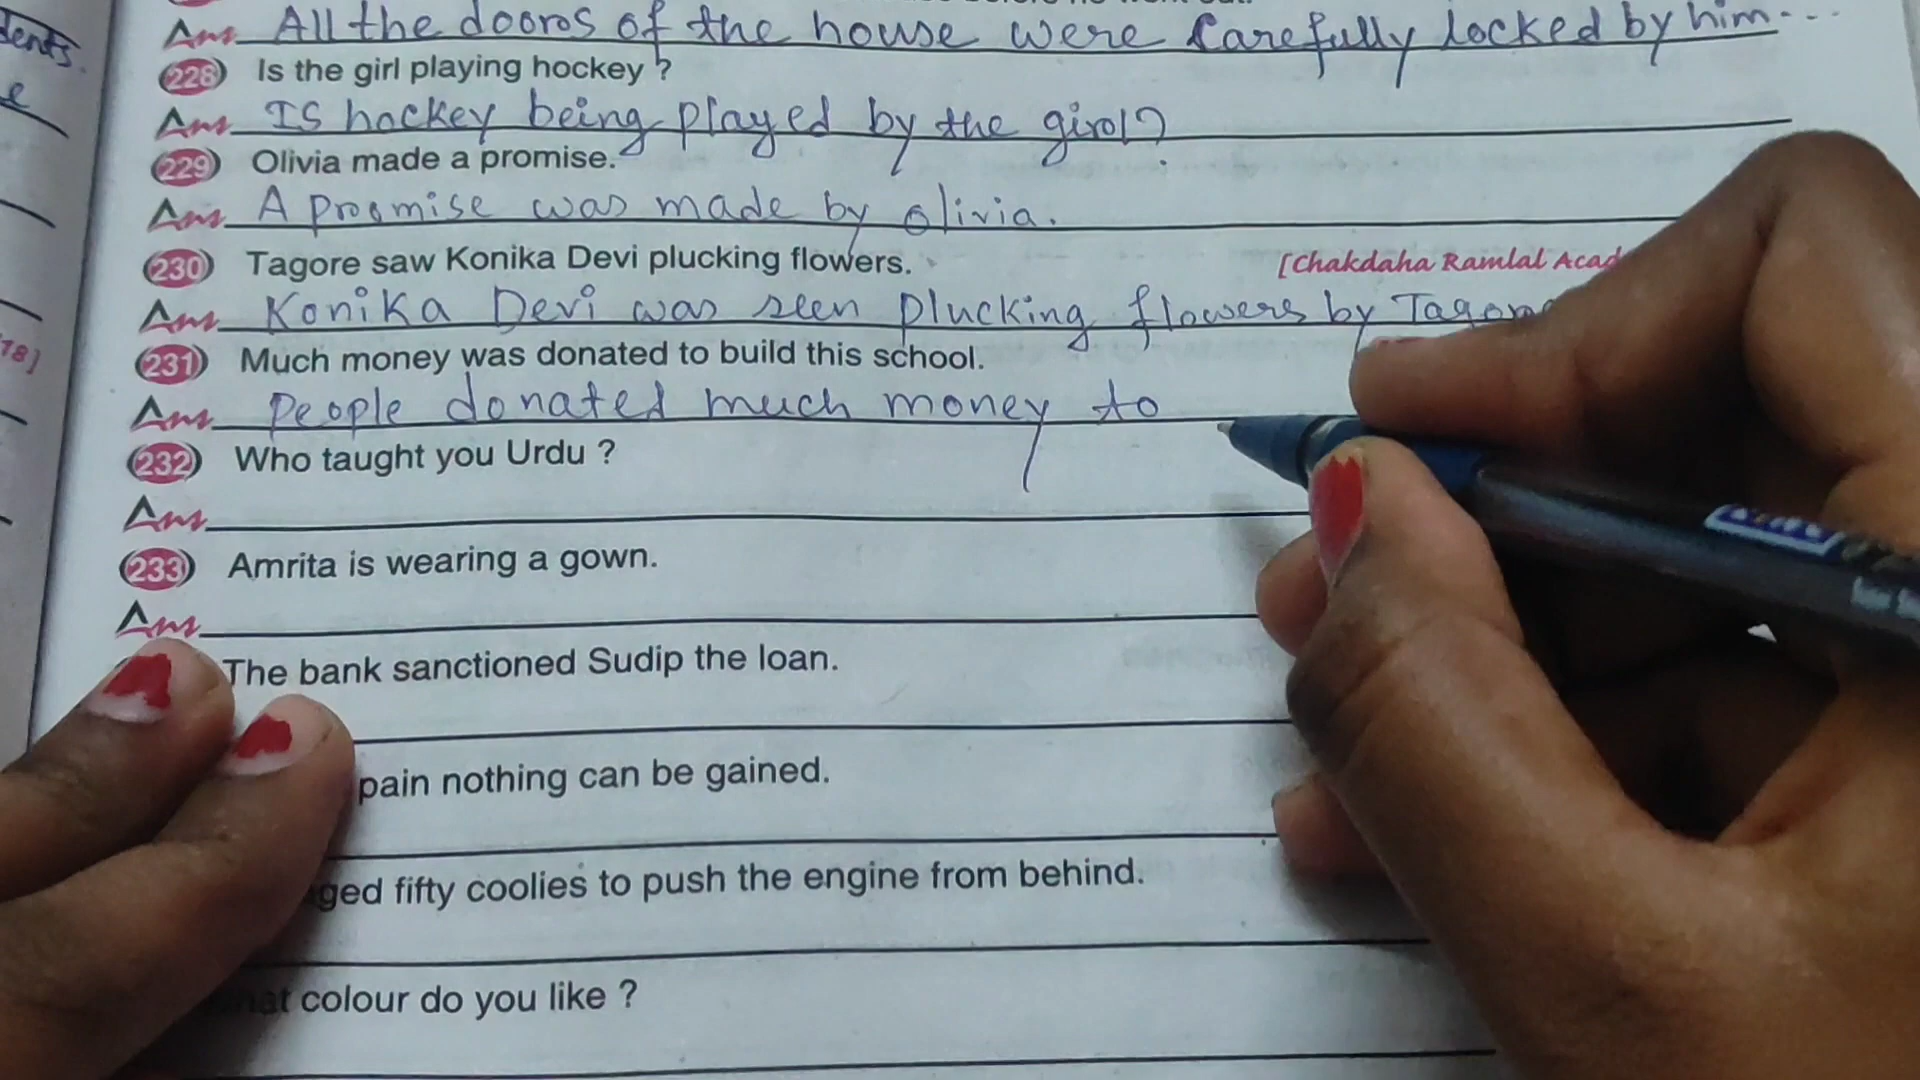 dents.
e
Ans All the dooros of the house were Carefully locked by him...
228 Is the girl playing hockey ?
Ans Is hockey being played by the girol?
229 Olivia made a promise.
Ans A promise was made by olivia.
230 Tagore saw Konika Devi plucking flowers. [Chakdaha Ramlal Acad
Ans Konika Devi was seen plucking flowers by Tagore
18]
231 Much money was donated to build this school.
Ans People donated much money to
232 Who taught you Urdu ?
Ans
233 Amrita is wearing a gown.
Ans
The bank sanctioned Sudip the loan.
pain nothing can be gained.
ged fifty coolies to push the engine from behind.
at colour do you like ?